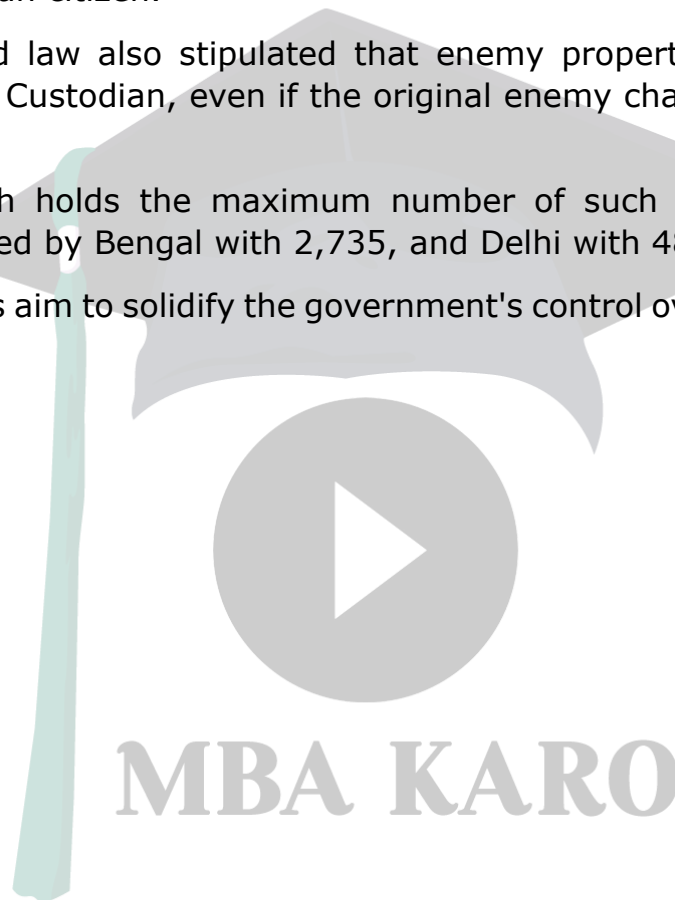 d law also stipulated that enemy propert
Custodian, even if the original enemy cha
h holds the maximum number of such
ed by Bengal with 2,735, and Delhi with 48
s aim to solidify the government's control ov
MBA KARO